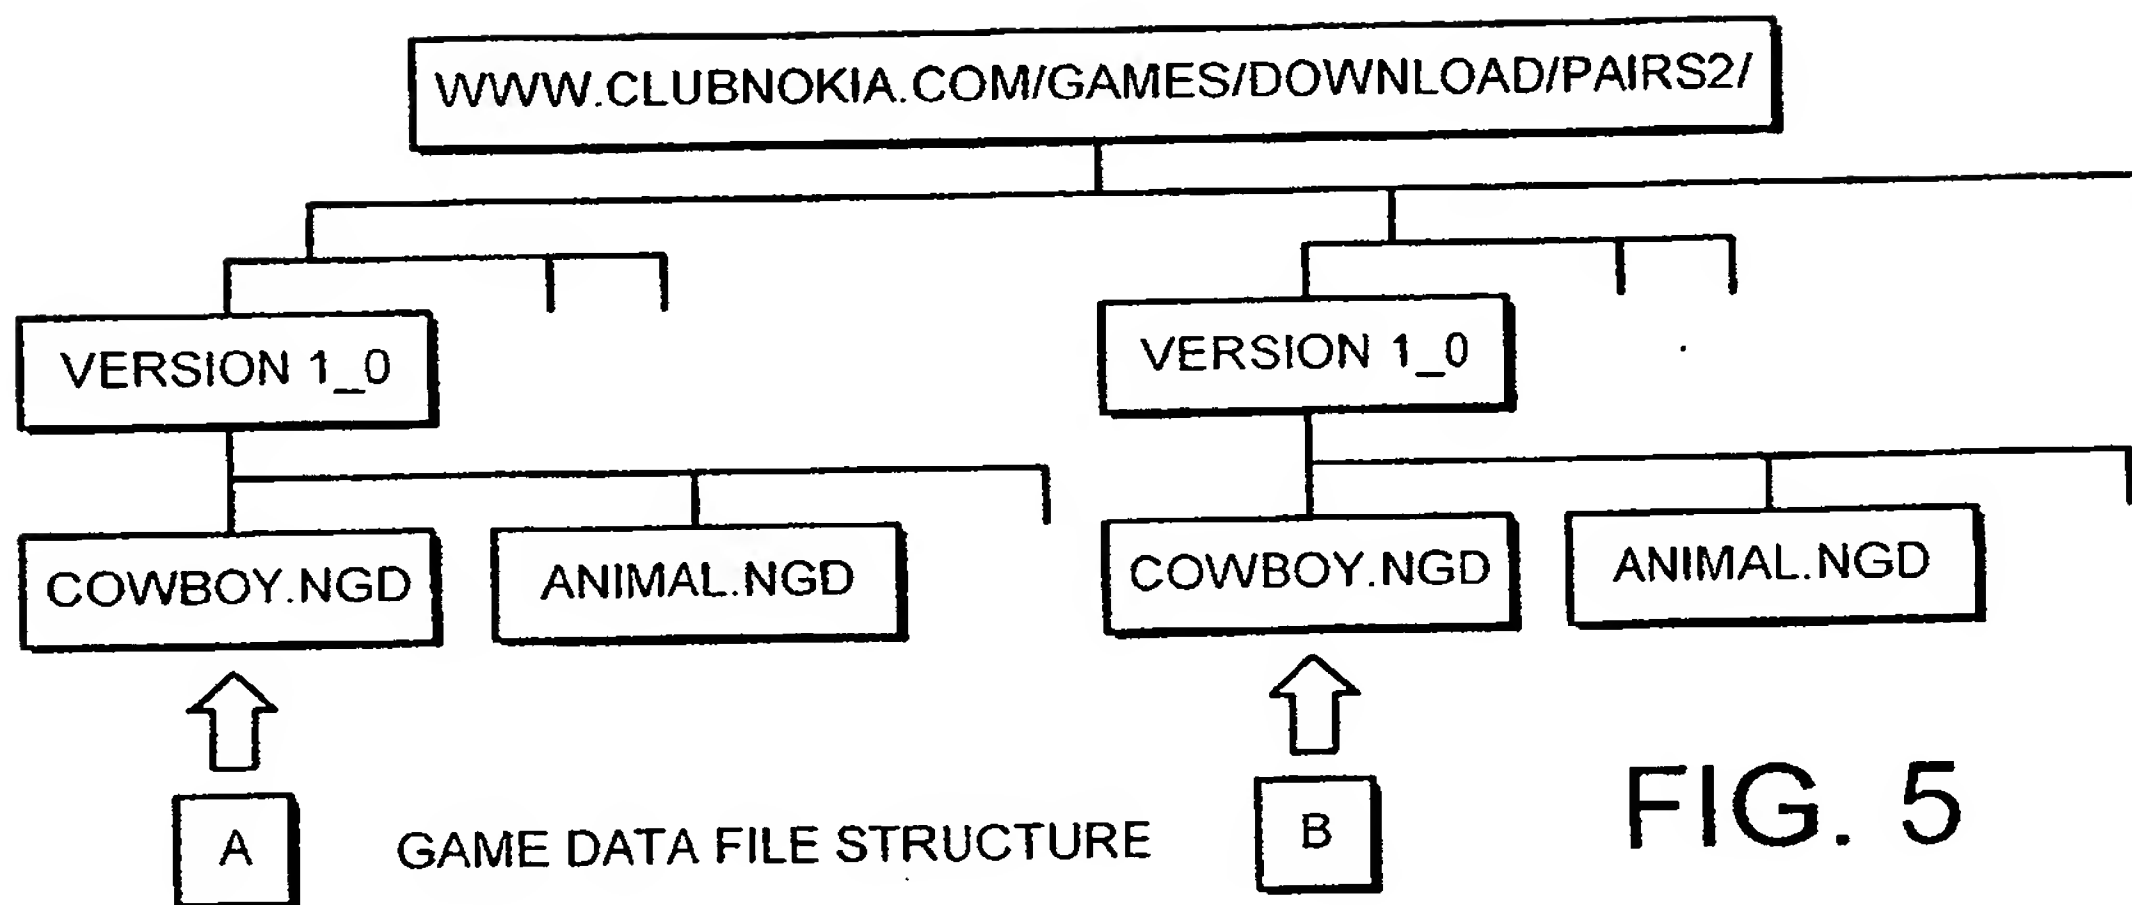 WWW.CLUBNOKIA.COM/GAMES/DOWNLOAD/PAIRS2/
VERSION 1_0
VERSION 1_0
COWBOY.NGD
ANIMAL.NGD
COWBOY.NGD
ANIMAL.NGD
A
GAME DATA FILE STRUCTURE
B
FIG. 5